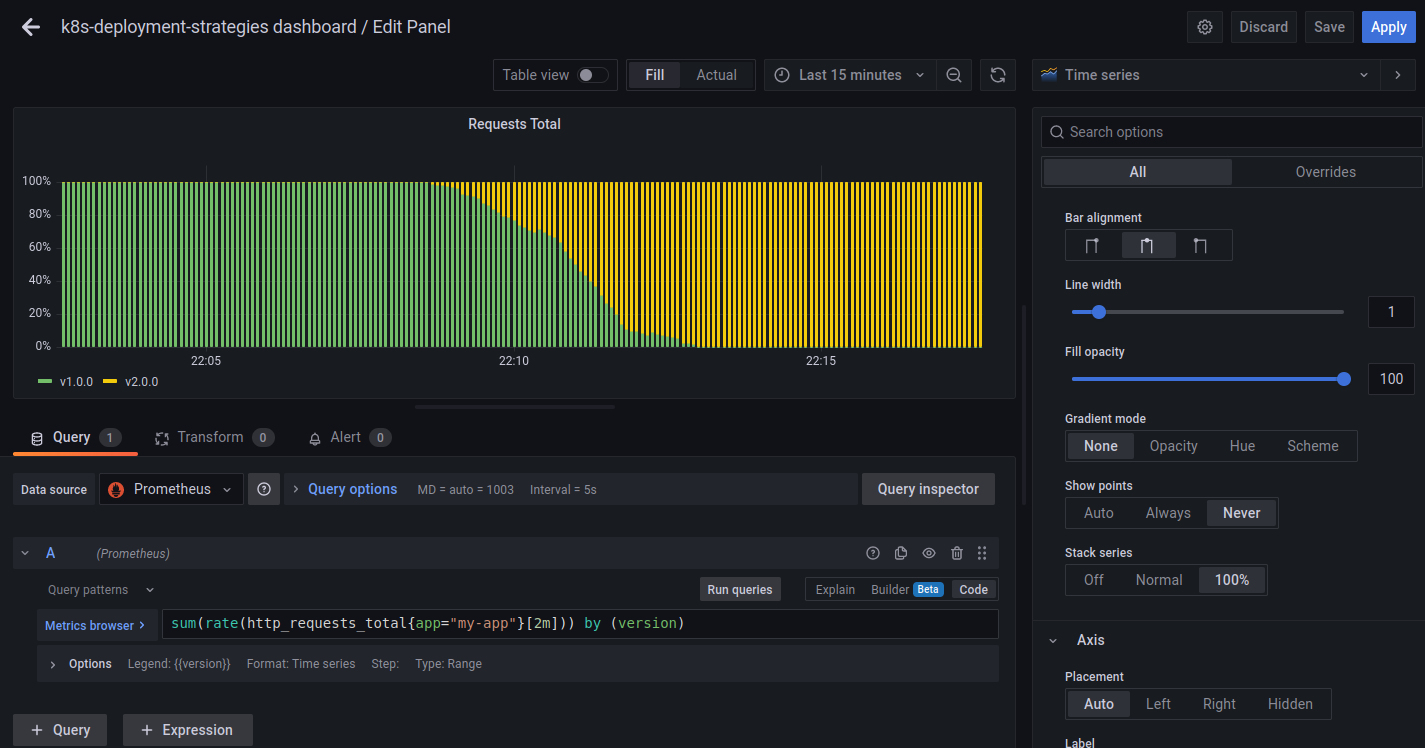 k8s-deployment-strategies dashboard / Edit Panel
Discard Save Apply
Table view Fill Actual Last 15 minutes
Time series
Requests Total
100%
80%
60%
40%
20%
0%
22:05 22:10 22:15
v1.0.0 v2.0.0
Query 1 Transform 0 Alert 0
Data source Prometheus Query options MD = auto = 1003 Interval = 5s Query inspector
A (Prometheus)
Query patterns Run queries Explain Builder Beta Code
Metrics browser > sum(rate(http_requests_total{app="my-app"}[2m])) by (version)
Options Legend: {{version}} Format: Time series Step: Type: Range
+ Query + Expression
Search options
All Overrides
Bar alignment
Line width
1
Fill opacity
100
Gradient mode
None Opacity Hue Scheme
Show points
Auto Always Never
Stack series
Off Normal 100%
Axis
Placement
Auto Left Right Hidden
Label